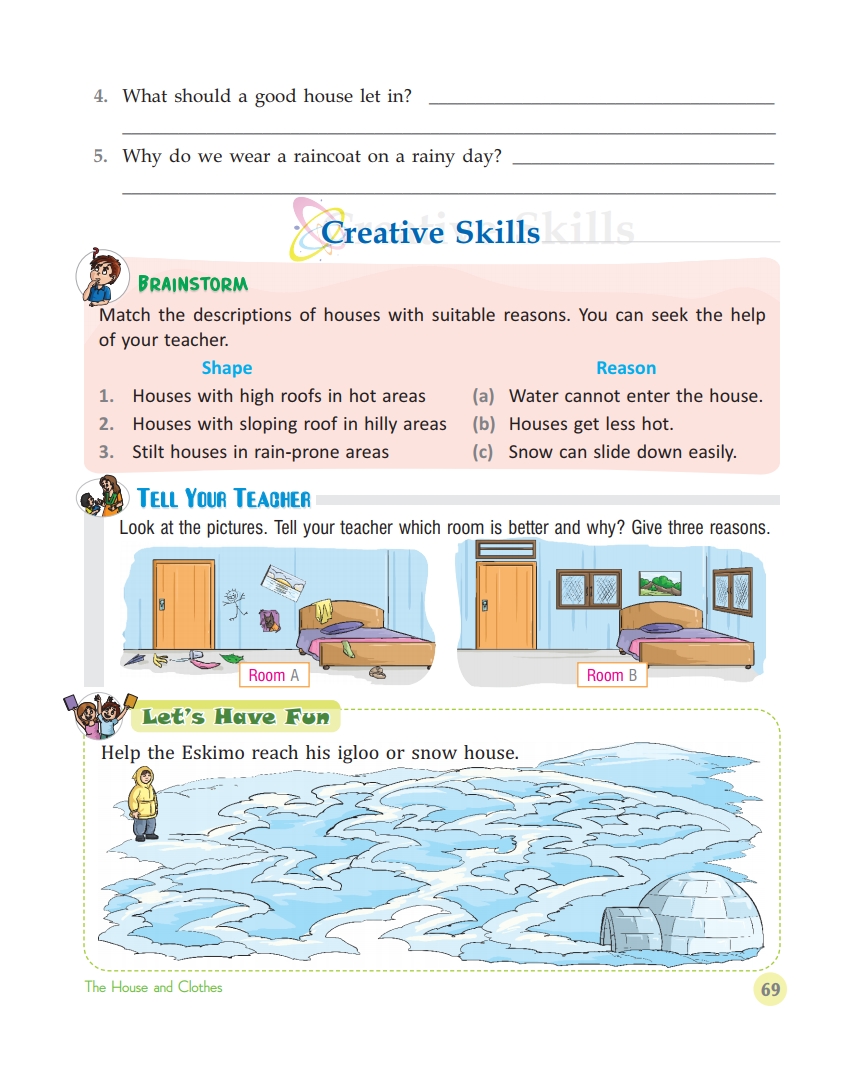 4. What should a good house let in?
5. Why do we wear a raincoat on a rainy day?
Creative Skills
BRAINSTORM
Match the descriptions of houses with suitable reasons. You can seek the help
of your teacher.
Shape Reason
1. Houses with high roofs in hot areas (a) Water cannot enter the house.
2. Houses with sloping roof in hilly areas (b) Houses get less hot.
3. Stilt houses in rain-prone areas (c) Snow can slide down easily.
TELL YOUR TEACHER
Look at the pictures. Tell your teacher which room is better and why? Give three reasons.
Room A Room B
Let's Have Fun
Help the Eskimo reach his igloo or snow house.
The House and Clothes 69